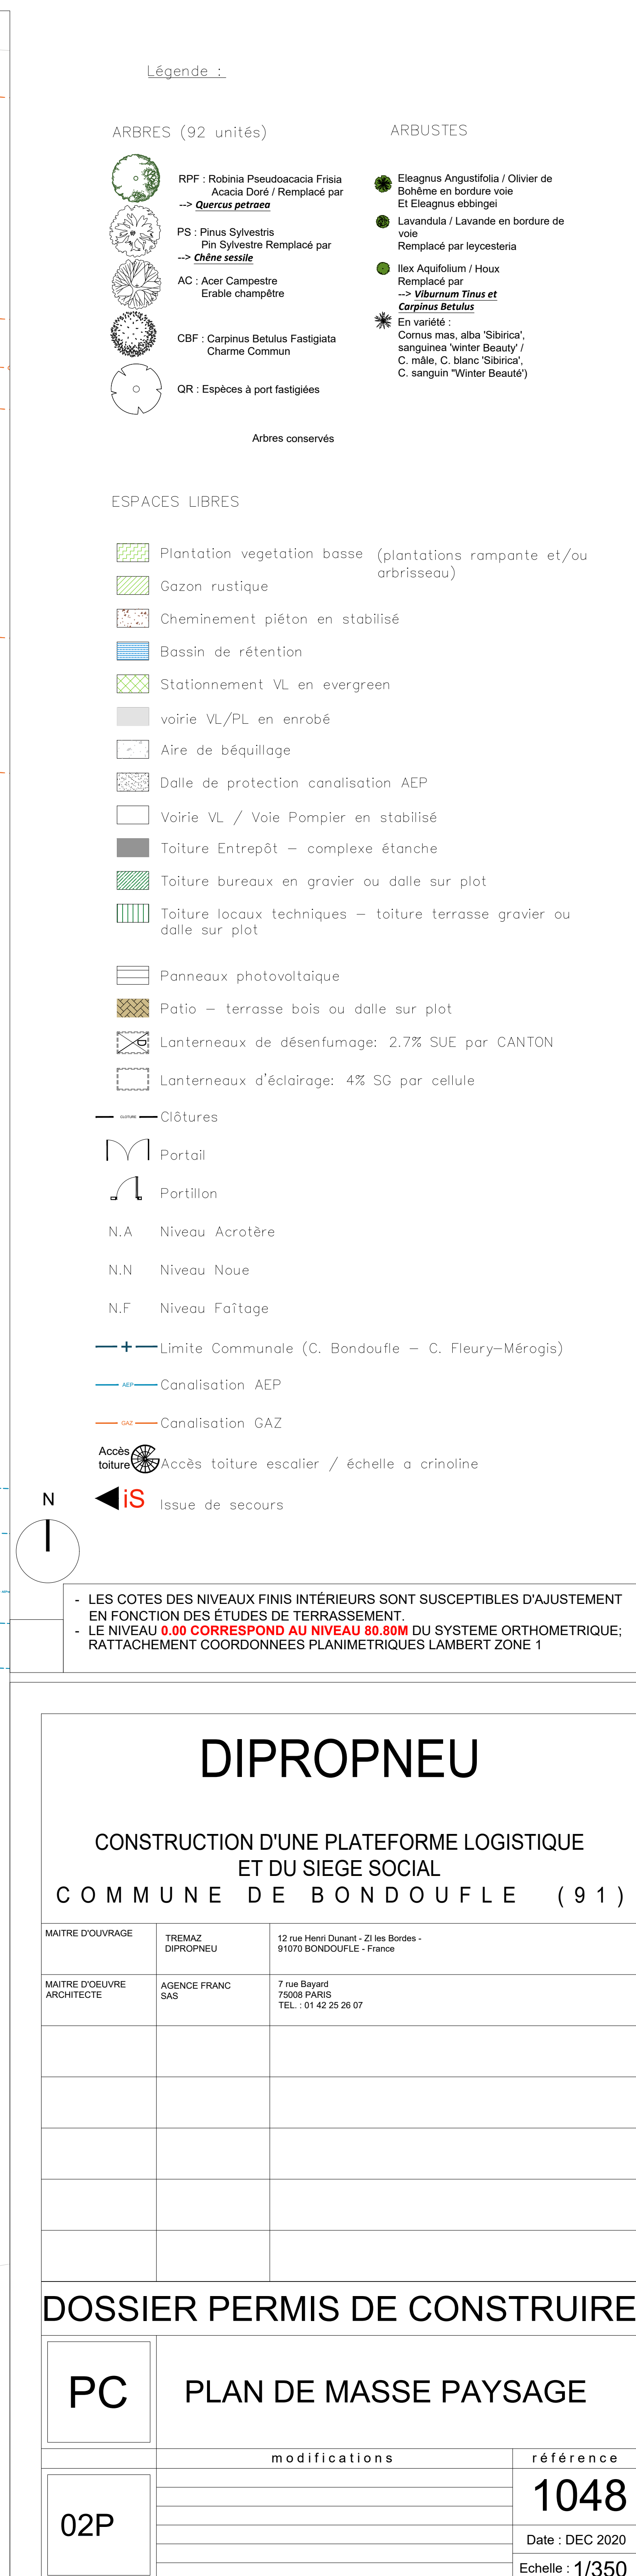 Légende :
ARBRES (92 unités)
RPF : Robinia Pseudoacacia Frisia
Acacia Doré / Remplacé par
--> Quercus petraea
PS : Pinus Sylvestris
Pin Sylvestre Remplacé par
--> Chêne sessile
AC : Acer Campestre
Erable champêtre
CBF : Carpinus Betulus Fastigiata
Charme Commun
QR : Espèces à port fastigiées
Arbres conservés
ARBUSTES
Eleagnus Angustifolia / Olivier de
Bohême en bordure voie
Et Eleagnus ebbingei
Lavandula / Lavande en bordure de
voie
Remplacé par leycesteria
Ilex Aquifolium / Houx
Remplacé par
--> Viburnum Tinus et
Carpinus Betulus
En variété :
Cornus mas, alba 'Sibirica',
sanguinea 'winter Beauty' /
C. mâle, C. blanc 'Sibirica',
C. sanguin "Winter Beauté')
ESPACES LIBRES
Plantation vegetation basse (plantations rampante et/ou
arbrisseau)
Gazon rustique
Cheminement piéton en stabilisé
Bassin de rétention
Stationnement VL en evergreen
voirie VL/PL en enrobé
Aire de béquillage
Dalle de protection canalisation AEP
Voirie VL / Voie Pompier en stabilisé
Toiture Entrepôt – complexe étanche
Toiture bureaux en gravier ou dalle sur plot
Toiture locaux techniques – toiture terrasse gravier ou
dalle sur plot
Panneaux photovoltaique
Patio – terrasse bois ou dalle sur plot
Lanterneaux de désenfumage: 2.7% SUE par CANTON
Lanterneaux d'éclairage: 4% SG par cellule
CLOTURE Clôtures
Portail
Portillon
N.A Niveau Acrotère
N.N Niveau Noue
N.F Niveau Faîtage
Limite Communale (C. Bondoufle – C. Fleury–Mérogis)
AEP Canalisation AEP
GAZ Canalisation GAZ
Accès
toiture Accès toiture escalier / échelle a crinoline
iS Issue de secours
N
- LES COTES DES NIVEAUX FINIS INTÉRIEURS SONT SUSCEPTIBLES D'AJUSTEMENT
EN FONCTION DES ÉTUDES DE TERRASSEMENT.
- LE NIVEAU 0.00 CORRESPOND AU NIVEAU 80.80M DU SYSTEME ORTHOMETRIQUE;
RATTACHEMENT COORDONNEES PLANIMETRIQUES LAMBERT ZONE 1
DIPROPNEU
CONSTRUCTION D'UNE PLATEFORME LOGISTIQUE
ET DU SIEGE SOCIAL
COMMUNE DE BONDOUFLE (91)
MAITRE D'OUVRAGE
TREMAZ
DIPROPNEU
12 rue Henri Dunant - ZI les Bordes -
91070 BONDOUFLE - France
MAITRE D'OEUVRE
ARCHITECTE
AGENCE FRANC
SAS
7 rue Bayard
75008 PARIS
TEL. : 01 42 25 26 07
DOSSIER PERMIS DE CONSTRUIRE
PC
PLAN DE MASSE PAYSAGE
modifications
référence
02P
1048
Date : DEC 2020
Echelle : 1/350